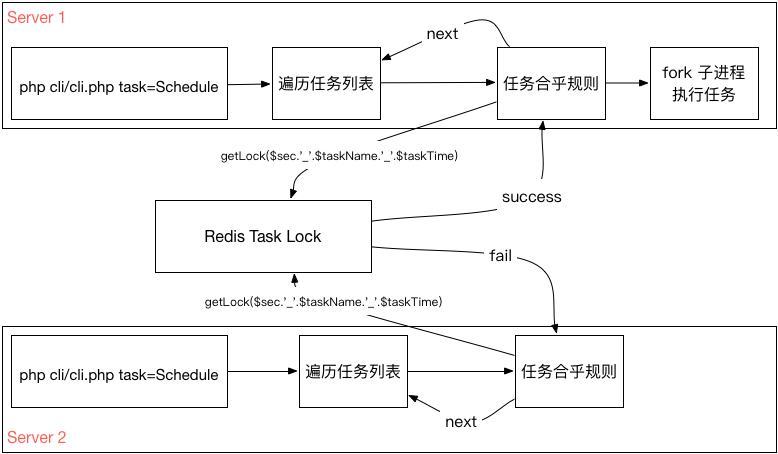 Server 1
next
php cli/cli.php task=Schedule
遍历任务列表
任务合乎规则
fork 子进程
执行任务
getLock($sec.'_'.$taskName.'_'.$taskTime)
success
Redis Task Lock
fail
getLock($sec.'_'.$taskName.'_'.$taskTime)
php cli/cli.php task=Schedule
遍历任务列表
任务合乎规则
next
Server 2